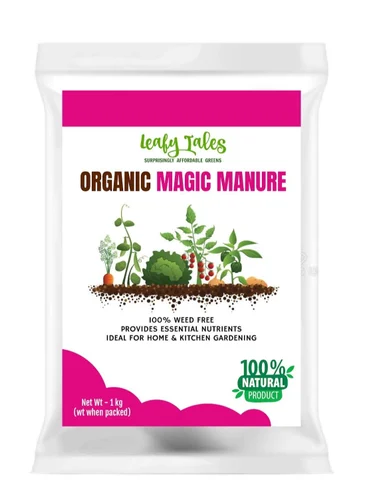 Leafy Tales
SURPRISINGLY AFFORDABLE GREENS
ORGANIC MAGIC MANURE
100% WEED FREE
PROVIDES ESSENTIAL NUTRIENTS
IDEAL FOR HOME & KITCHEN GARDENING
100%
NATURAL
PRODUCT
Net Wt - 1 kg
(wt when packed)